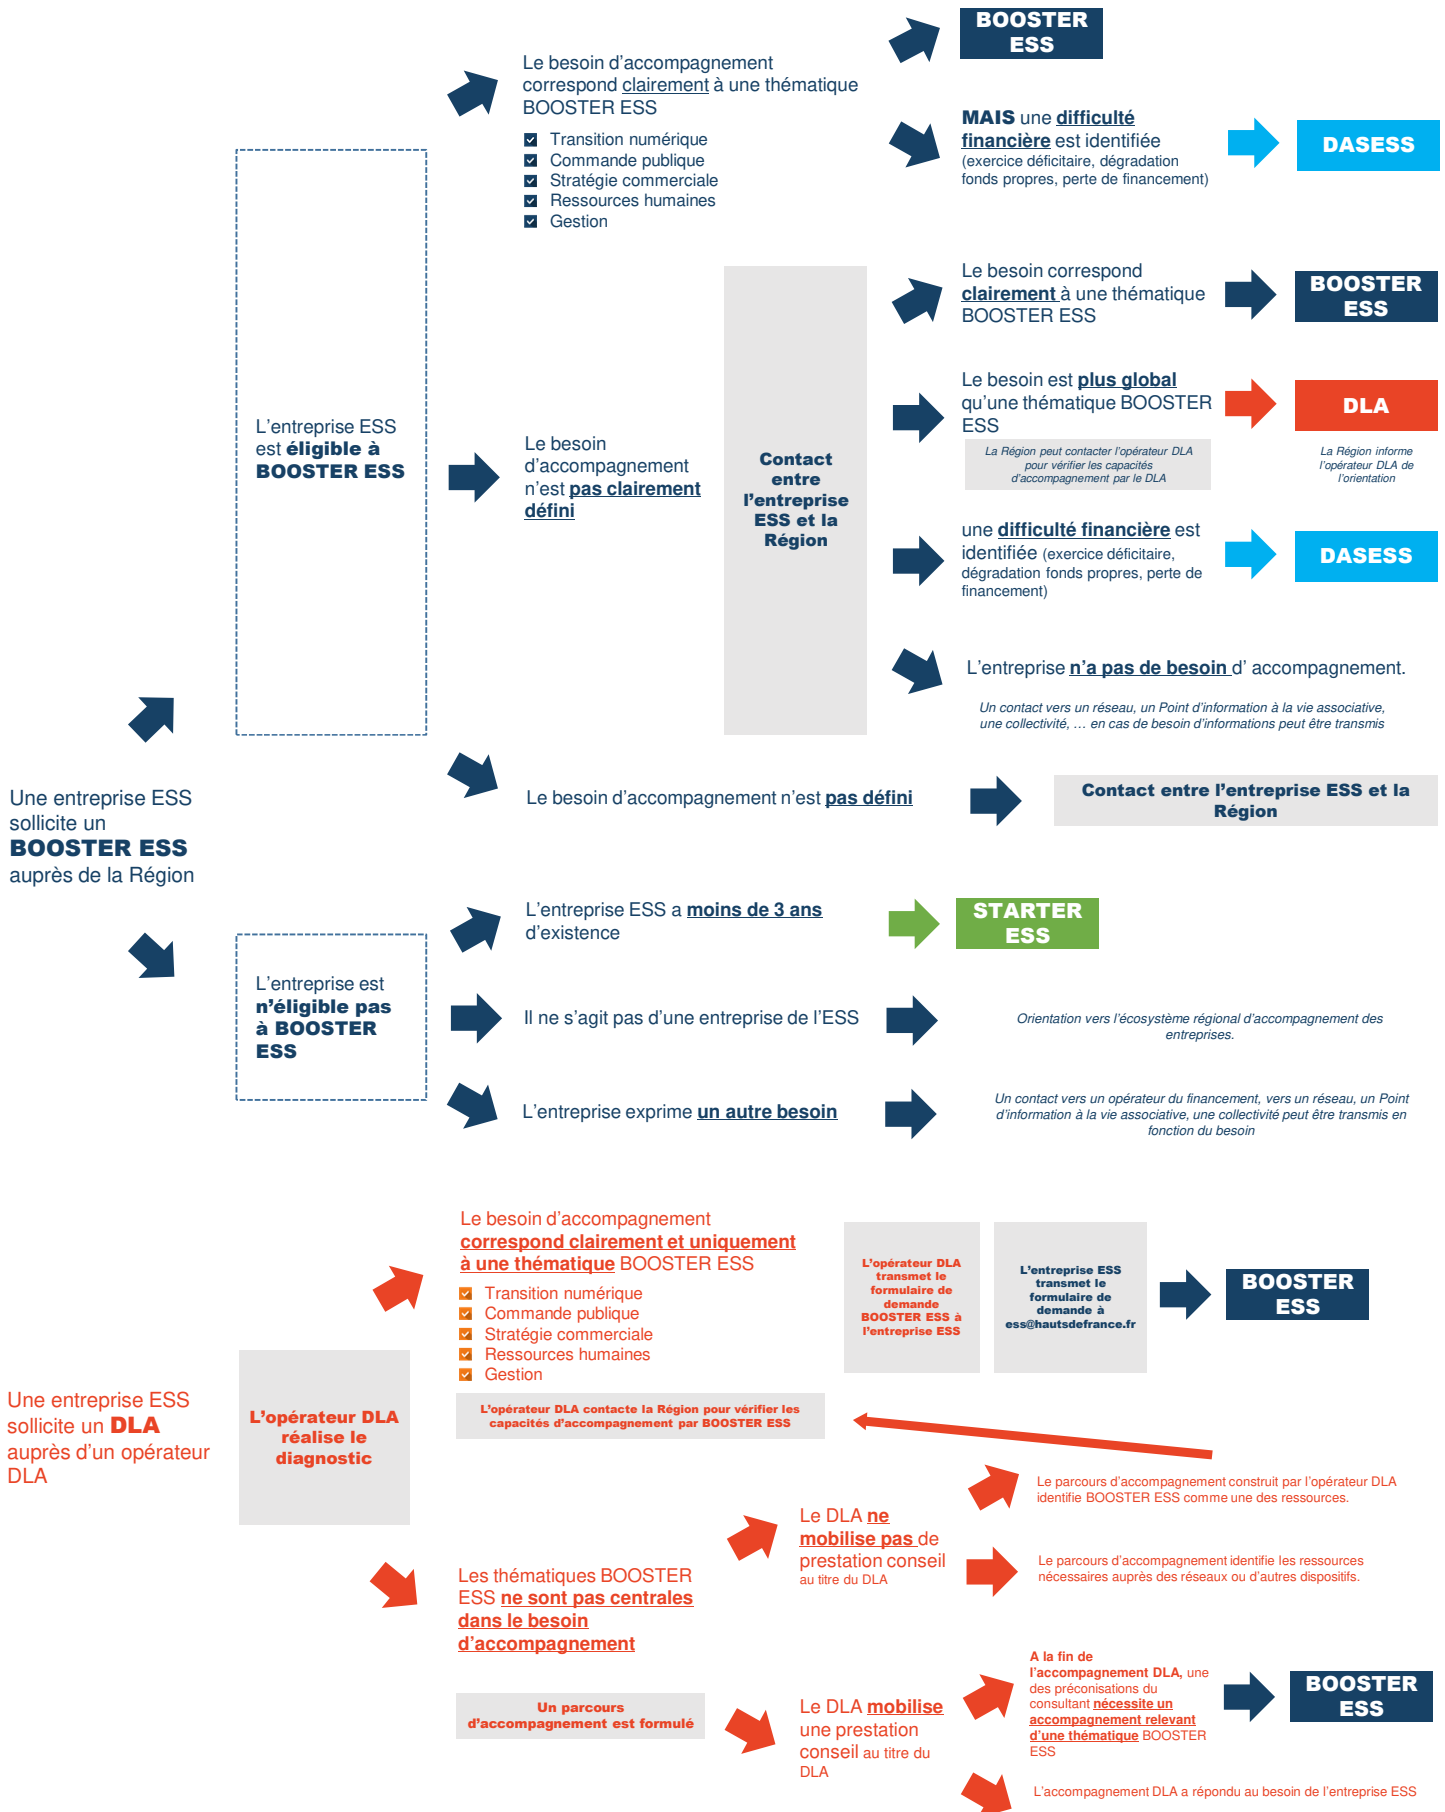 BOOSTER
ESS
Le besoin d’accompagnement
correspond clairement à une thématique
BOOSTER ESS
Transition numérique
Commande publique
Stratégie commerciale
Ressources humaines
Gestion
MAIS une difficulté
financière est identifiée
(exercice déficitaire, dégradation
fonds propres, perte de financement)
DASESS
L’entreprise ESS
est éligible à
BOOSTER ESS
Le besoin
d’accompagnement
n’est pas clairement
défini
Contact
entre
l’entreprise
ESS et la
Région
Le besoin correspond
clairement à une thématique
BOOSTER ESS
BOOSTER
ESS
Le besoin est plus global
qu’une thématique BOOSTER
ESS
La Région peut contacter l’opérateur DLA
pour vérifier les capacités
d’accompagnement par le DLA
DLA
La Région informe
l’opérateur DLA de
l’orientation
une difficulté financière est
identifiée (exercice déficitaire,
dégradation fonds propres, perte de
financement)
DASESS
L’entreprise n’a pas de besoin d’ accompagnement.
Un contact vers un réseau, un Point d’information à la vie associative,
une collectivité, … en cas de besoin d’informations peut être transmis
Le besoin d’accompagnement n’est pas défini
Contact entre l’entreprise ESS et la
Région
Une entreprise ESS
sollicite un
BOOSTER ESS
auprès de la Région
L’entreprise est
n’éligible pas
à BOOSTER
ESS
L’entreprise ESS a moins de 3 ans
d’existence
STARTER
ESS
Il ne s’agit pas d’une entreprise de l’ESS
Orientation vers l’écosystème régional d’accompagnement des
entreprises.
L’entreprise exprime un autre besoin
Un contact vers un opérateur du financement, vers un réseau, un Point
d’information à la vie associative, une collectivité peut être transmis en
fonction du besoin
Le besoin d’accompagnement
correspond clairement et uniquement
à une thématique BOOSTER ESS
Transition numérique
Commande publique
Stratégie commerciale
Ressources humaines
Gestion
L’opérateur DLA contacte la Région pour vérifier les
capacités d’accompagnement par BOOSTER ESS
L’opérateur DLA
transmet le
formulaire de
demande
BOOSTER ESS à
l’entreprise ESS
L’entreprise ESS
transmet le
formulaire de
demande à
ess@hautsdefrance.fr
BOOSTER
ESS
Une entreprise ESS
sollicite un DLA
auprès d’un opérateur
DLA
L’opérateur DLA
réalise le
diagnostic
Les thématiques BOOSTER
ESS ne sont pas centrales
dans le besoin
d’accompagnement
Un parcours
d’accompagnement est formulé
Le DLA ne
mobilise pas de
prestation conseil
au titre du DLA
Le parcours d’accompagnement construit par l’opérateur DLA
identifie BOOSTER ESS comme une des ressources.
Le parcours d’accompagnement identifie les ressources
nécessaires auprès des réseaux ou d’autres dispositifs.
Le DLA mobilise
une prestation
conseil au titre du
DLA
A la fin de
l’accompagnement DLA, une
des préconisations du
consultant nécessite un
accompagnement relevant
d’une thématique BOOSTER
ESS
BOOSTER
ESS
L’accompagnement DLA a répondu au besoin de l’entreprise ESS